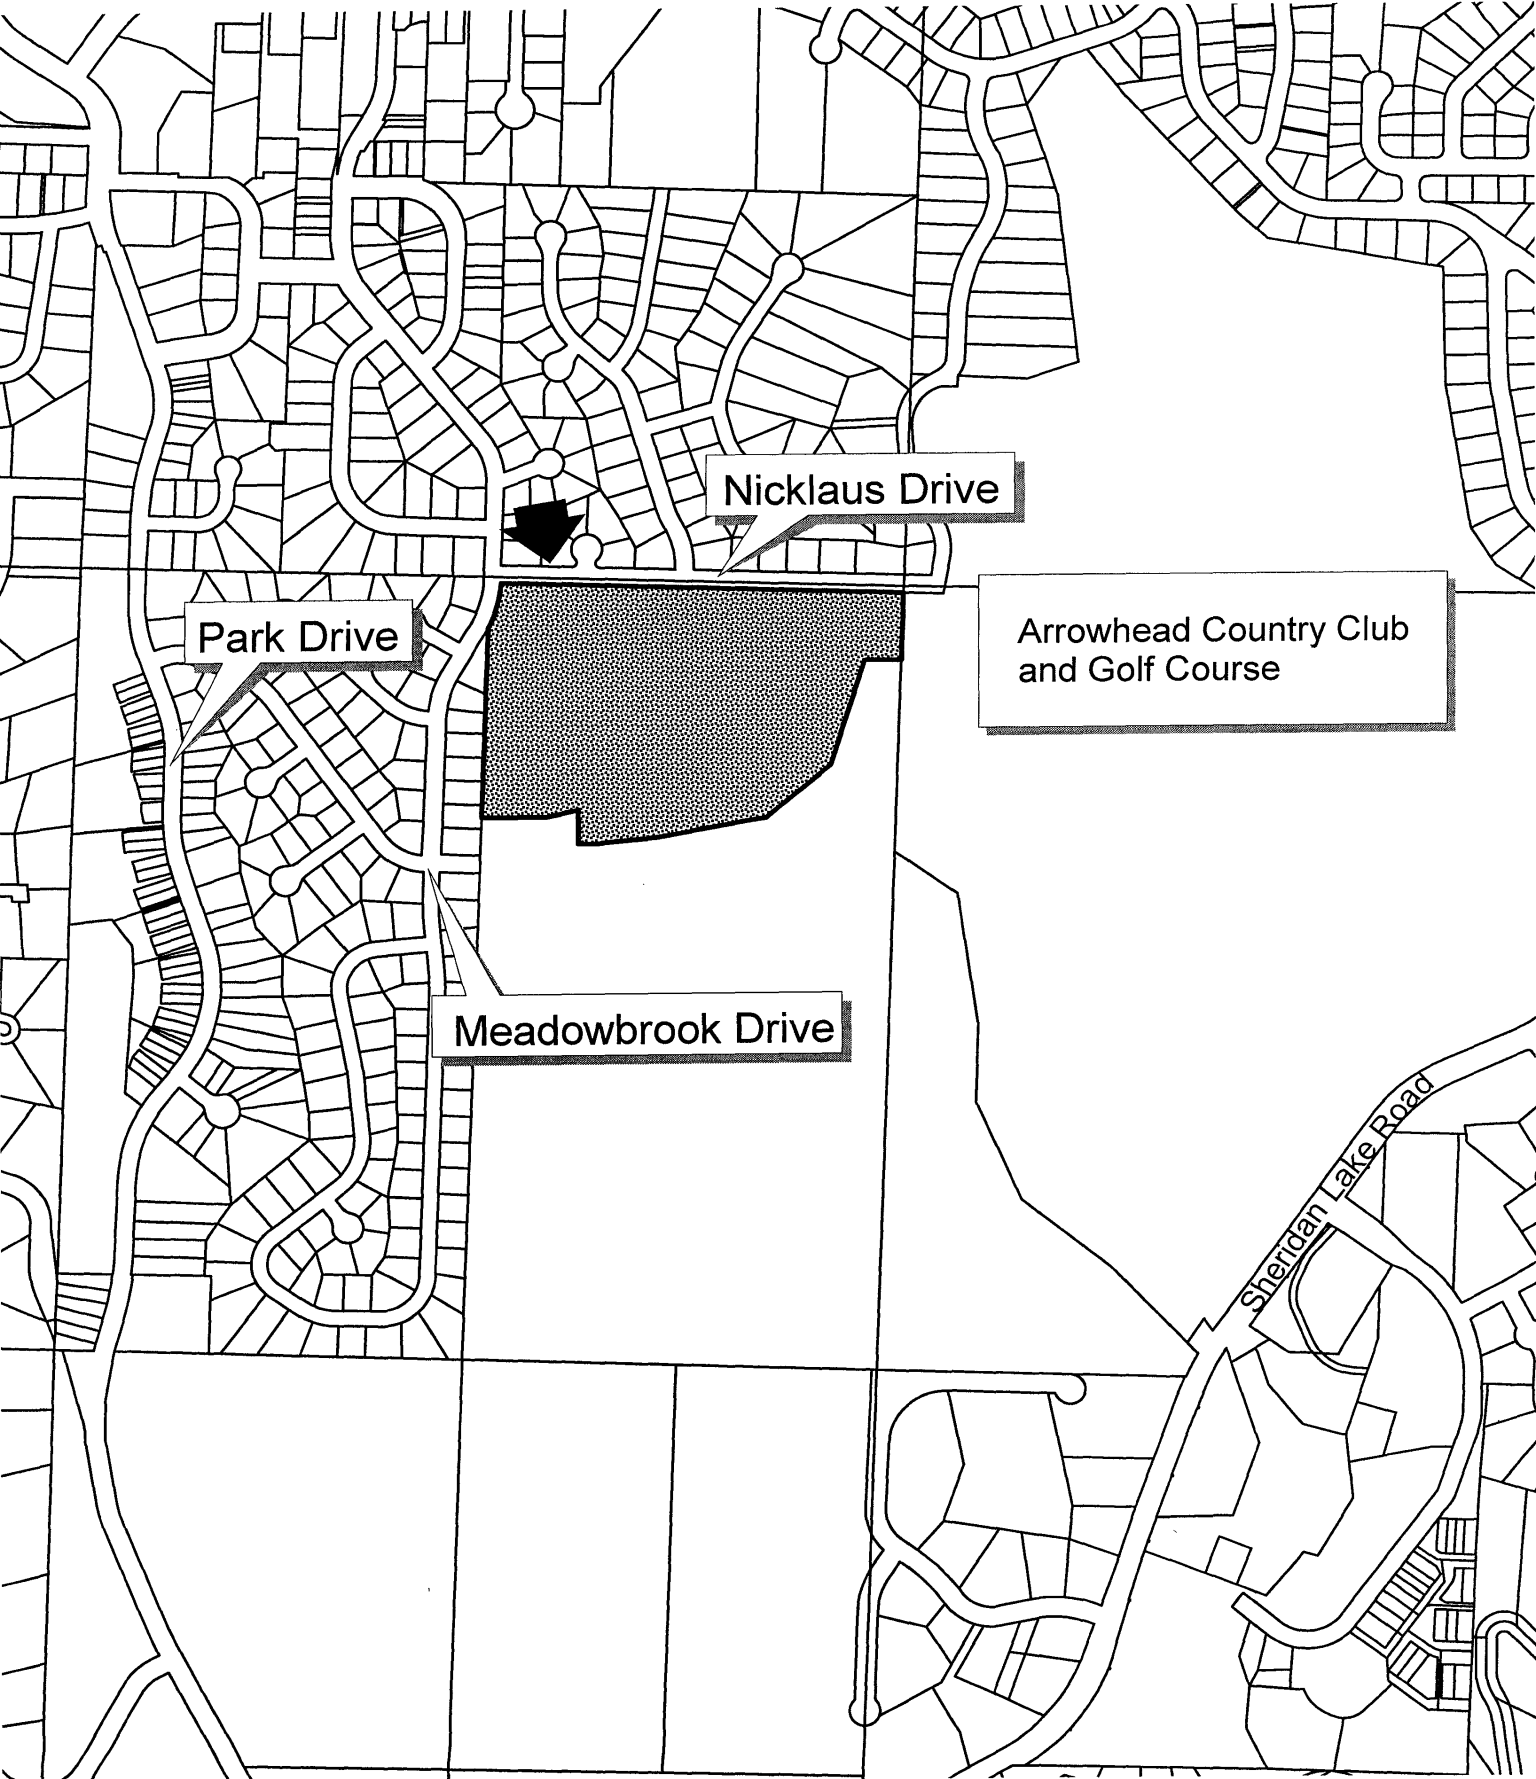 Nicklaus Drive
Arrowhead Country Club
and Golf Course
Park Drive
Meadowbrook Drive
Sheridan Lake Road